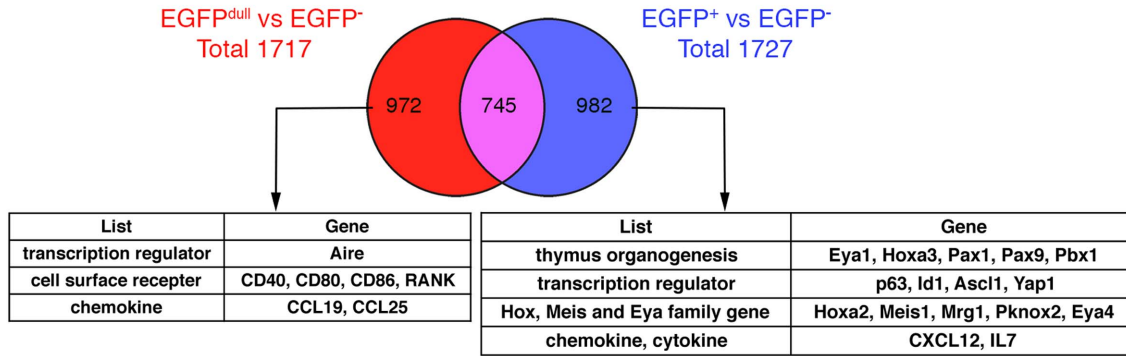 EGFPdull vs EGFP-
Total 1717
EGFP+ vs EGFP-
Total 1727
972
745
982
List Gene
transcription regulator Aire
cell surface recepter CD40, CD80, CD86, RANK
chemokine CCL19, CCL25
List Gene
thymus organogenesis Eya1, Hoxa3, Pax1, Pax9, Pbx1
transcription regulator p63, Id1, Ascl1, Yap1
Hox, Meis and Eya family gene Hoxa2, Meis1, Mrg1, Pknox2, Eya4
chemokine, cytokine CXCL12, IL7